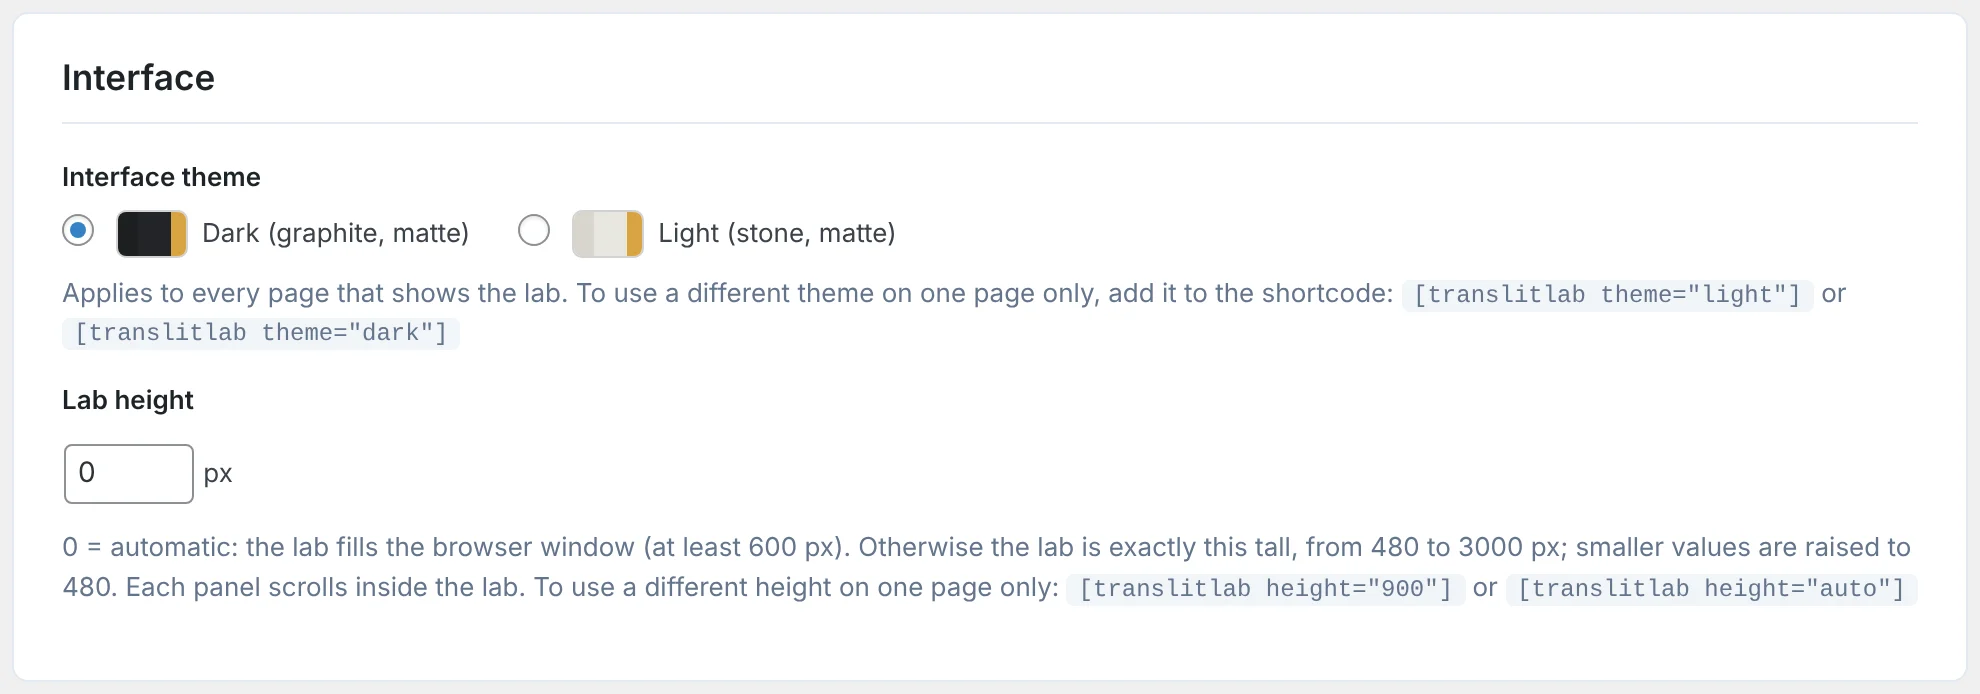 Interface
Interface theme
Dark (graphite, matte) Light (stone, matte)
Applies to every page that shows the lab. To use a different theme on one page only, add it to the shortcode: [translitlab theme="light"] or
[translitlab theme="dark"]
Lab height
0 px
0 = automatic: the lab fills the browser window (at least 600 px). Otherwise the lab is exactly this tall, from 480 to 3000 px; smaller values are raised to
480. Each panel scrolls inside the lab. To use a different height on one page only: [translitlab height="900"] or [translitlab height="auto"]